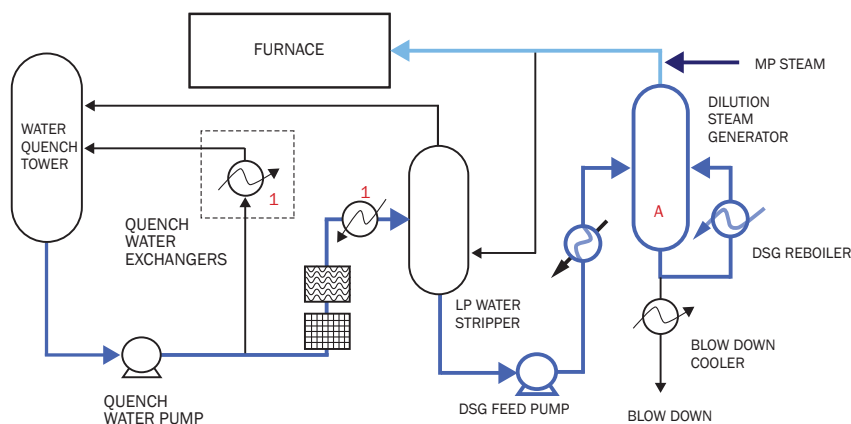 FURNACE
MP STEAM
DILUTION
STEAM
GENERATOR
WATER
QUENCH
TOWER
1
1
A
QUENCH
WATER
EXCHANGERS
DSG REBOILER
LP WATER
STRIPPER
BLOW DOWN
COOLER
QUENCH
WATER PUMP
DSG FEED PUMP
BLOW DOWN